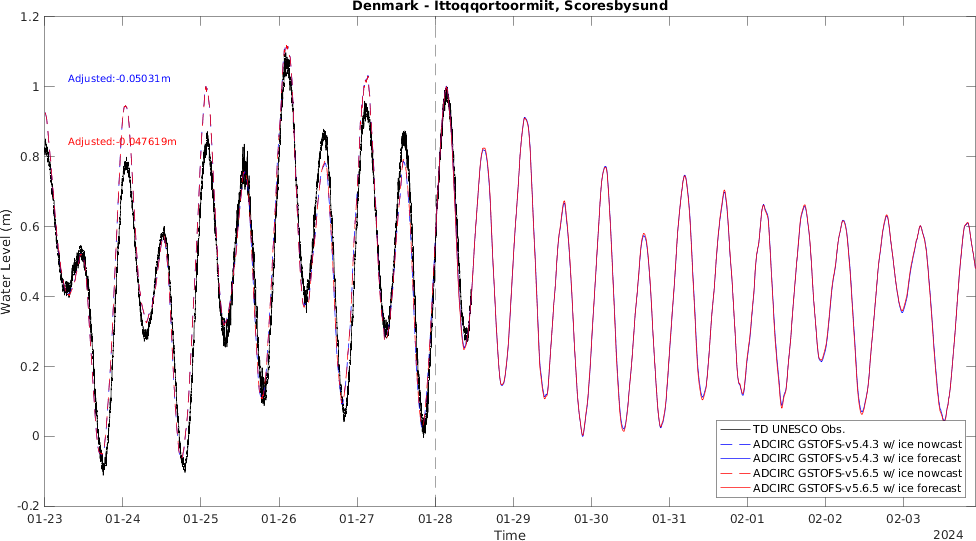 Denmark - Ittoqqortoormiit, Scoresbysund
1.2
1
0.8
0.6
0.4
0.2
0
-0.2
Water Level (m)
Adjusted:-0.05031m
Adjusted:-0.047619m
TD UNESCO Obs.
ADCIRC GSTOFS-v5.4.3 w/ ice nowcast
ADCIRC GSTOFS-v5.4.3 w/ ice forecast
ADCIRC GSTOFS-v5.6.5 w/ ice nowcast
ADCIRC GSTOFS-v5.6.5 w/ ice forecast
01-23 01-24 01-25 01-26 01-27 01-28 01-29 01-30 01-31 02-01 02-02 02-03
Time
2024